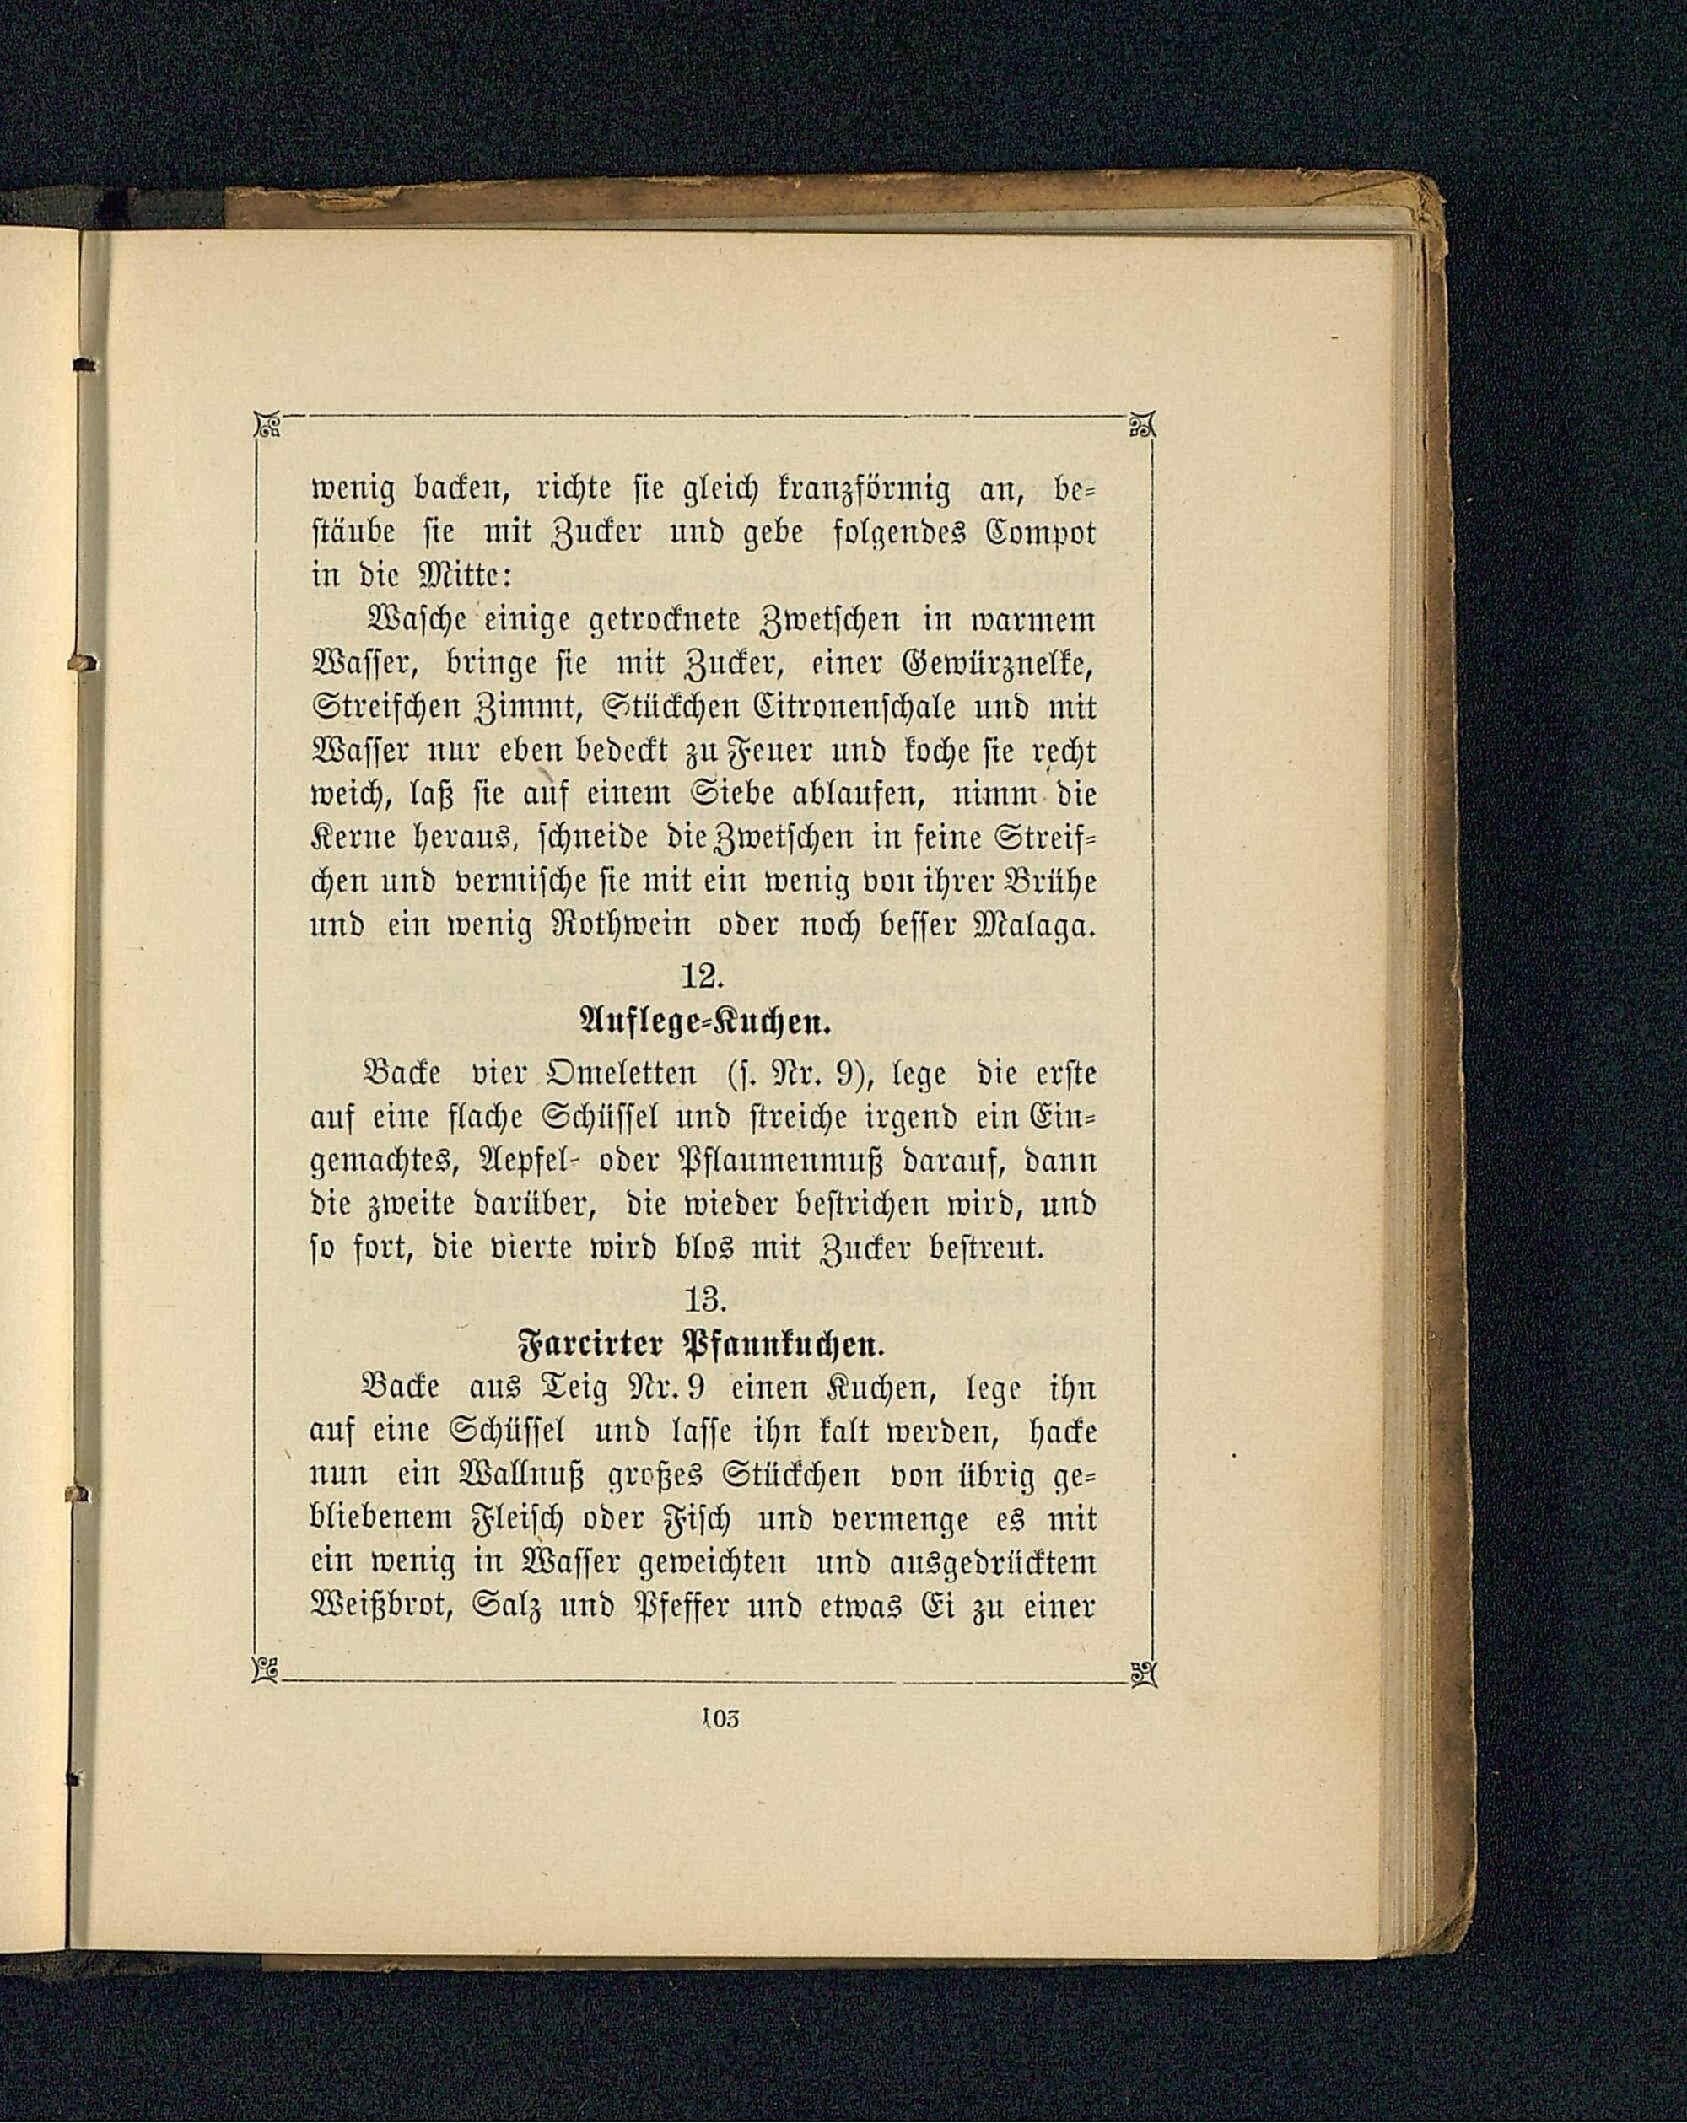 wenig backen, richte sie gleich kranzförmig an, be-
stäube sie mit Zucker und gebe folgendes Compot
in die Mitte:
Wasche einige getrocknete Zwetschen in warmem
Wasser, bringe sie mit Zucker, einer Gewürznelke,
Streifchen Zimmt, Stückchen Citronenschale und mit
Wasser nur eben bedeckt zu Feuer und koche sie recht
weich, laß sie auf einem Siebe ablaufen, nimm die
Kerne heraus, schneide die Zwetschen in feine Streif-
chen und vermische sie mit ein wenig von ihrer Brühe
und ein wenig Rothwein oder noch besser Malaga.
12.
Auflege-Kuchen.
Backe vier Omeletten (s. Nr. 9), lege die erste
auf eine flache Schüssel und streiche irgend ein Ein-
gemachtes, Aepfel- oder Pflaumenmuß darauf, dann
die zweite darüber, die wieder bestrichen wird, und
so fort, die vierte wird blos mit Zucker bestreut.
13.
Farcirter Pfannkuchen.
Backe aus Teig Nr. 9 einen Kuchen, lege ihn
auf eine Schüssel und lasse ihn kalt werden, hacke
nun ein Wallnuß großes Stückchen von übrig ge-
bliebenem Fleisch oder Fisch und vermenge es mit
ein wenig in Wasser geweichten und ausgedrücktem
Weißbrot, Salz und Pfeffer und etwas Ei zu einer
103